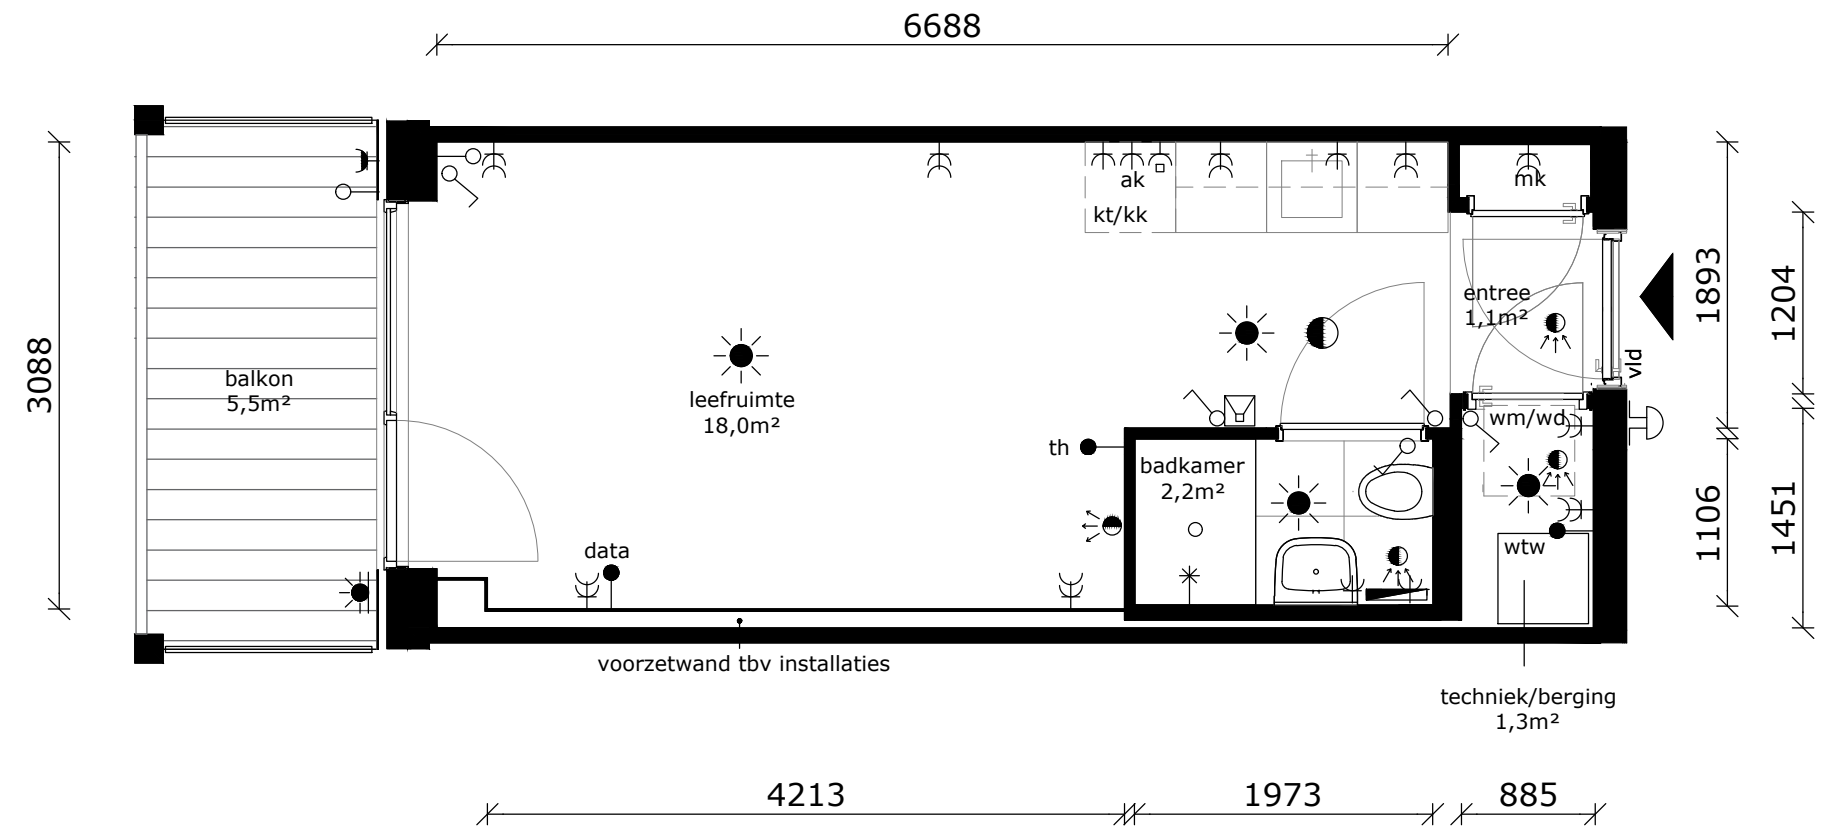 6688
ak
mk
kt/kk
3088
1893
1204
entree
1,1m²
vld
balkon
5,5m²
leefruimte
18,0m²
wm/wd
th
badkamer
2,2m²
1106
1451
data
wtw
voorzetwand tbv installaties
techniek/berging
1,3m²
4213
1973
885